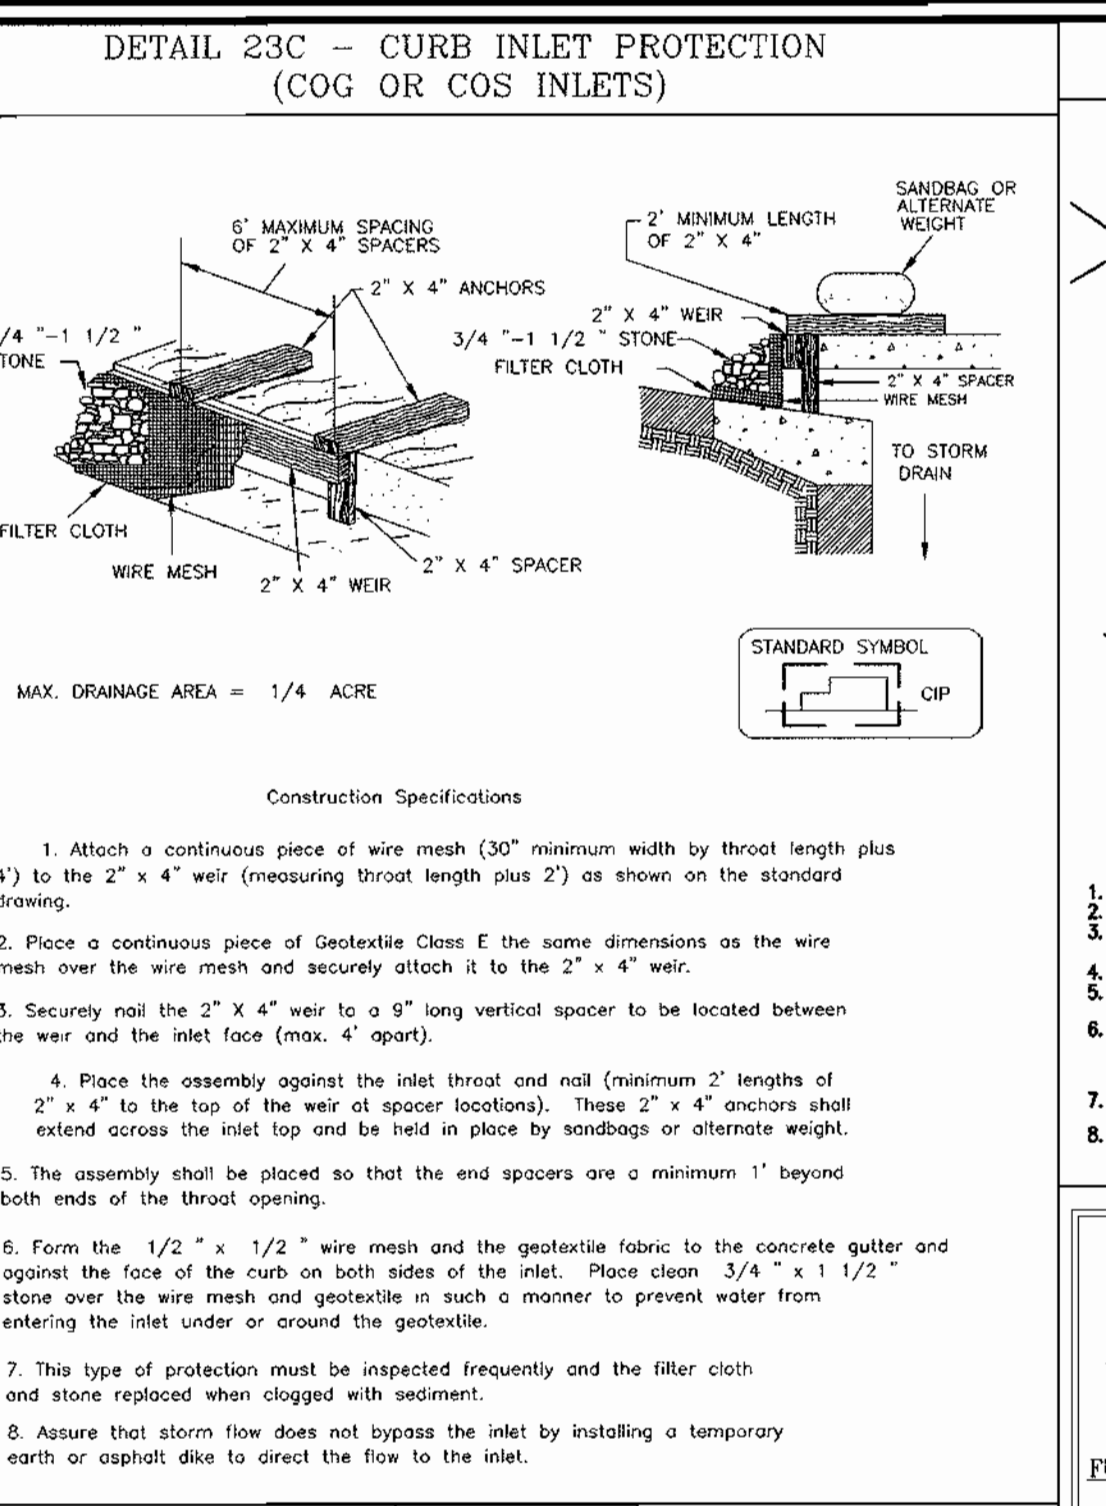 DETAIL 23C - CURB INLET PROTECTION
(COG OR COS INLETS)
6' MAXIMUM SPACING
OF 2" X 4" SPACERS
2" X 4" ANCHORS
/4 "-1 1/2 "
TONE
FILTER CLOTH
WIRE MESH
2" X 4" WEIR
2" X 4" SPACER
SANDBAG OR
ALTERNATE
WEIGHT
2' MINIMUM LENGTH
OF 2" X 4"
2" X 4" WEIR
3/4 "-1 1/2 " STONE
FILTER CLOTH
2" X 4" SPACER
WIRE MESH
TO STORM
DRAIN
STANDARD SYMBOL
CIP
MAX. DRAINAGE AREA = 1/4 ACRE
Construction Specifications
1. Attach a continuous piece of wire mesh (30" minimum width by throat length plus
4') to the 2" x 4" weir (measuring throat length plus 2') as shown on the standard
drawing.
2. Place a continuous piece of Geotextile Class E the same dimensions as the wire
mesh over the wire mesh and securely attach it to the 2" x 4" weir.
3. Securely nail the 2" X 4" weir to a 9" long vertical spacer to be located between
the weir and the inlet face (max. 4' apart).
4. Place the assembly against the inlet throat and nail (minimum 2' lengths of
2" x 4" to the top of the weir at spacer locations). These 2" x 4" anchors shall
extend across the inlet top and be held in place by sandbags or alternate weight.
5. The assembly shall be placed so that the end spacers are a minimum 1' beyond
both ends of the throat opening.
6. Form the 1/2 " x 1/2 " wire mesh and the geotextile fabric to the concrete gutter and
against the face of the curb on both sides of the inlet. Place clean 3/4 " x 1 1/2 "
stone over the wire mesh and geotextile in such a manner to prevent water from
entering the inlet under or around the geotextile.
7. This type of protection must be inspected frequently and the filter cloth
and stone replaced when clogged with sediment.
8. Assure that storm flow does not bypass the inlet by installing a temporary
earth or asphalt dike to direct the flow to the inlet.
1.
2.
3.
4.
5.
6.
7.
8.